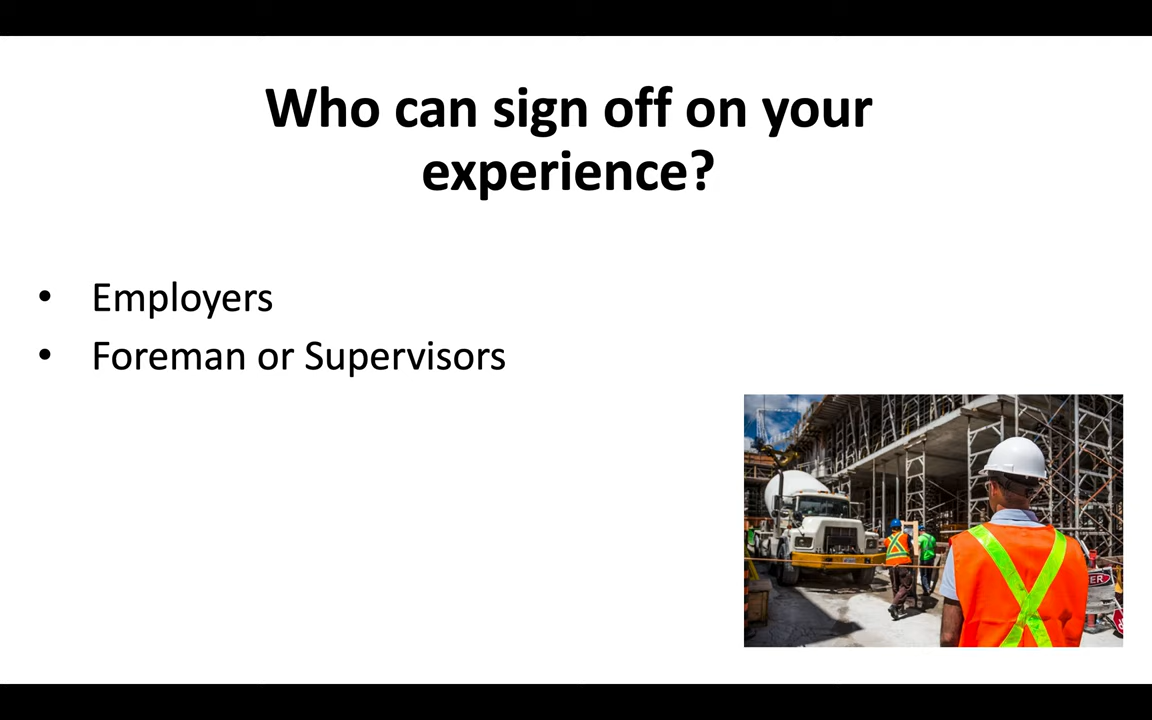 Who can sign off on your
experience?
• Employers
• Foreman or Supervisors